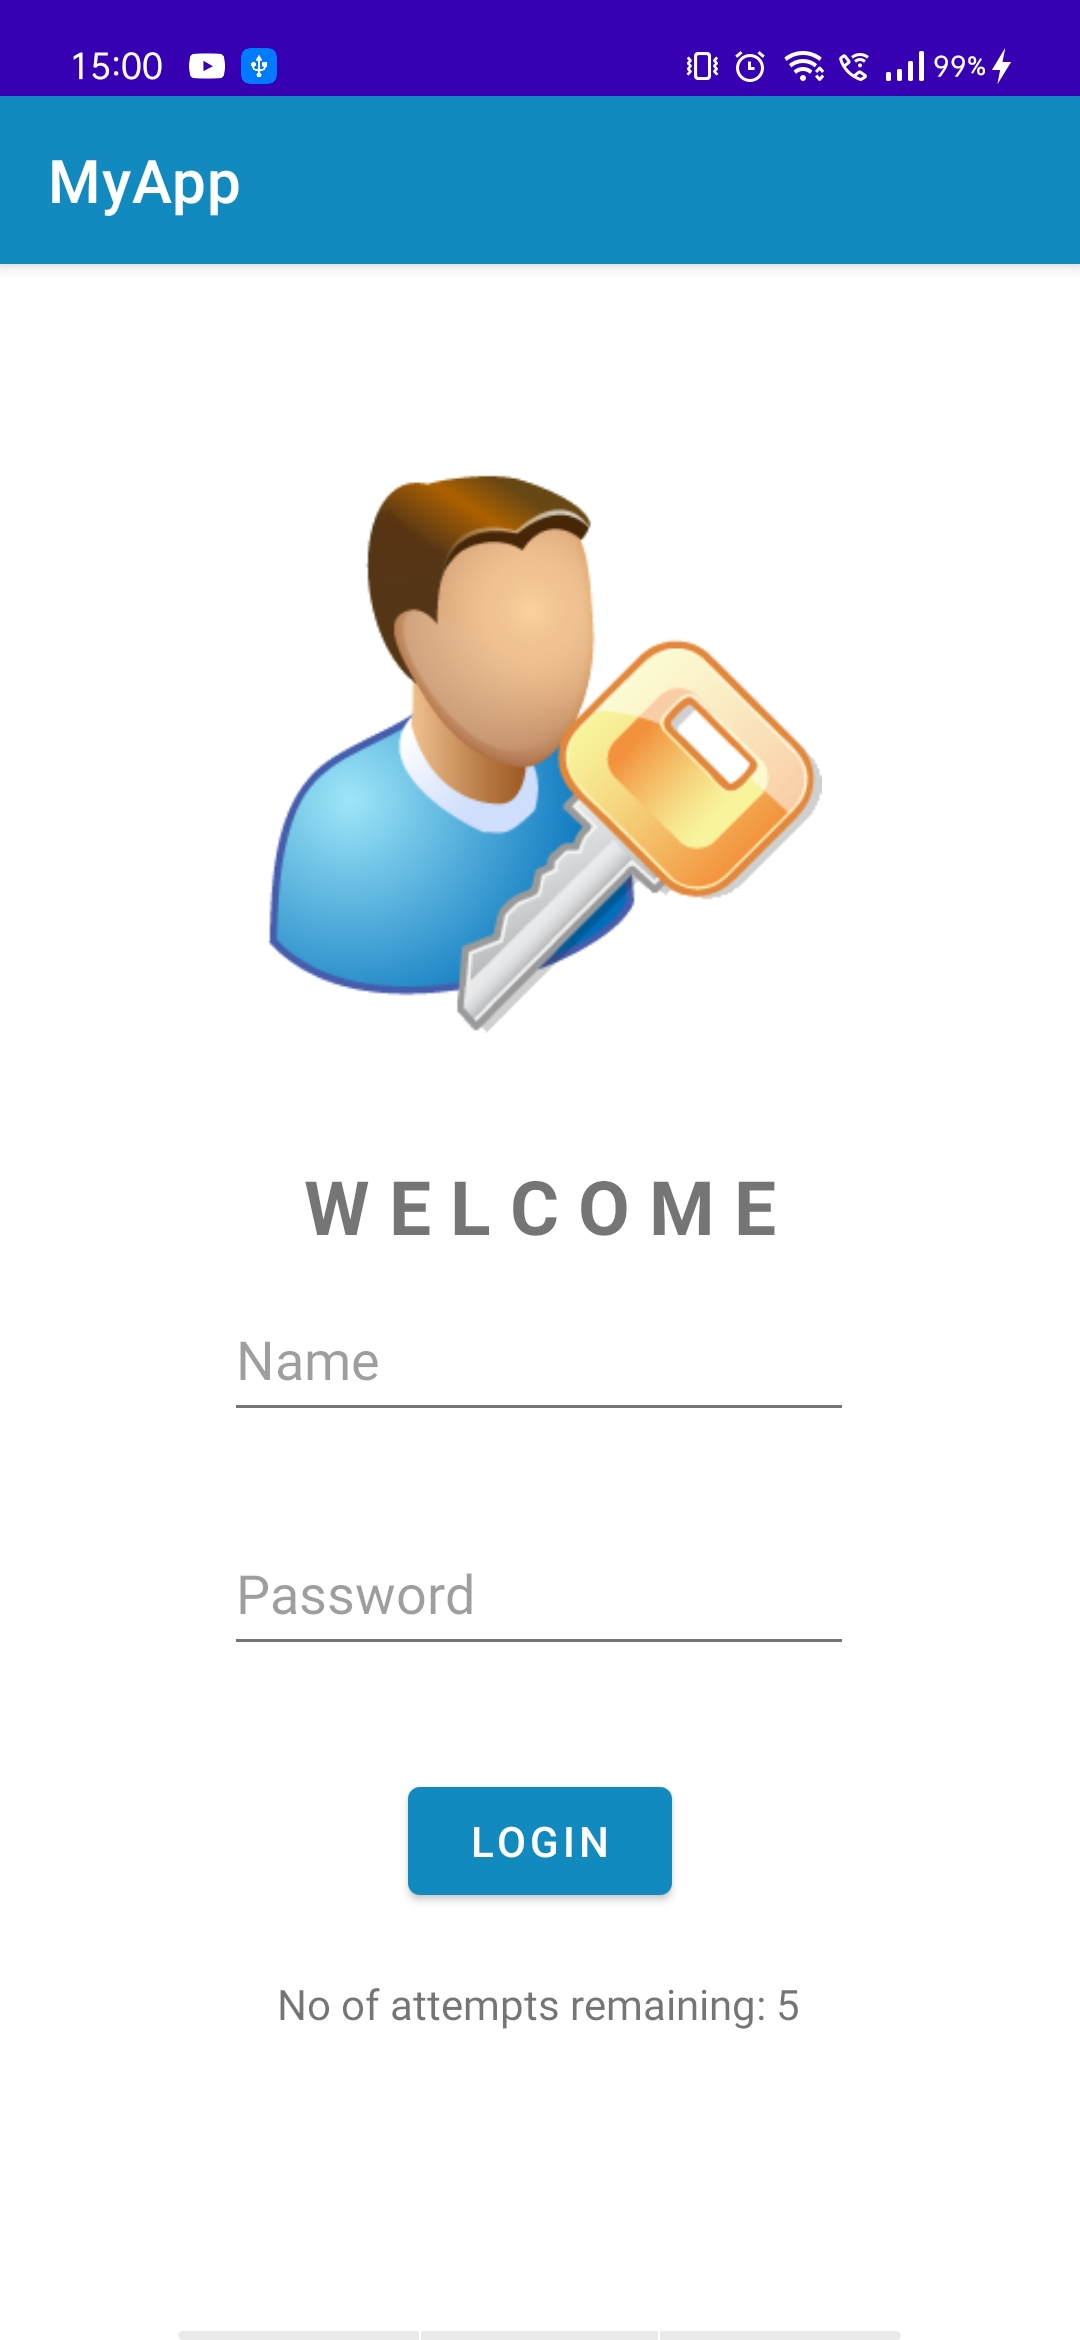 15:00 99%
MyApp
WELCOME
Name
Password
LOGIN
No of attempts remaining: 5